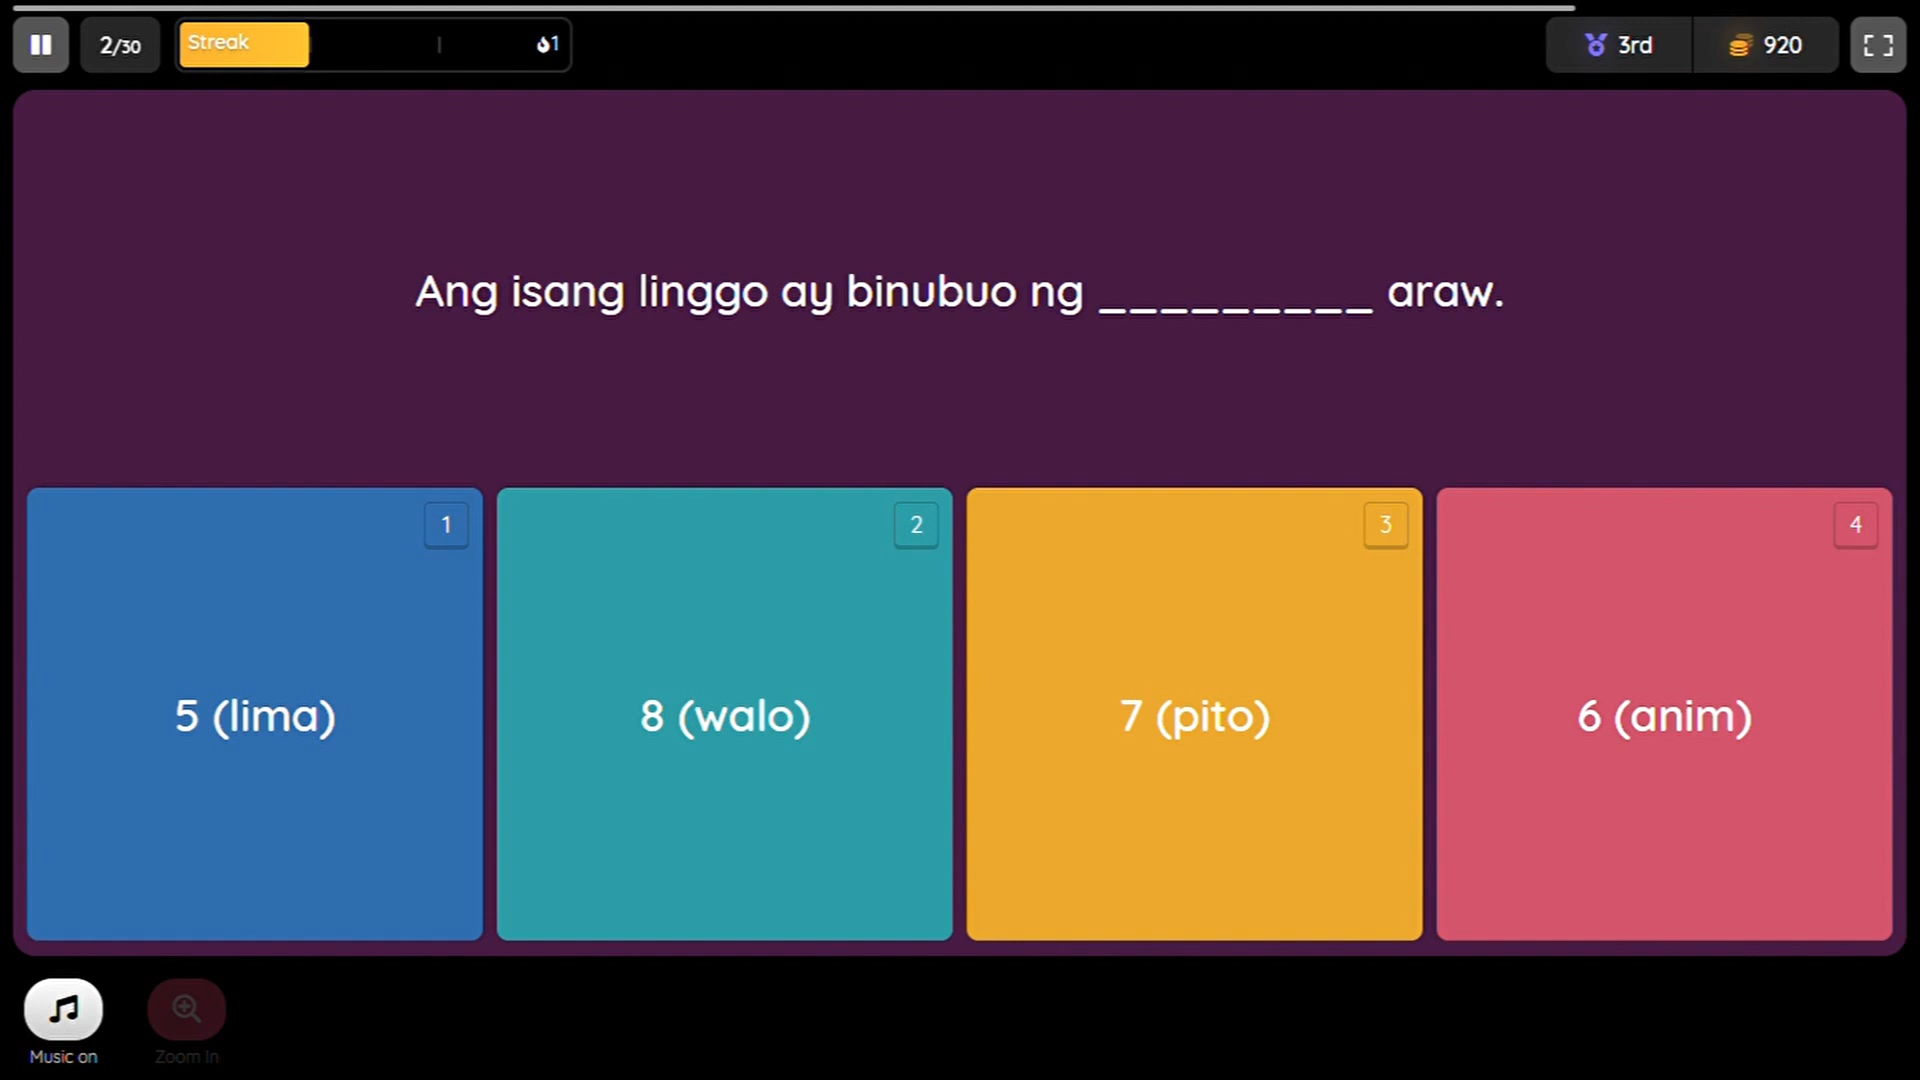 2/30
Streak
1
3rd
920
Ang isang linggo ay binubuo ng _________ araw.
1
2
3
4
5 (lima)
8 (walo)
7 (pito)
6 (anim)
Music on
Zoom In